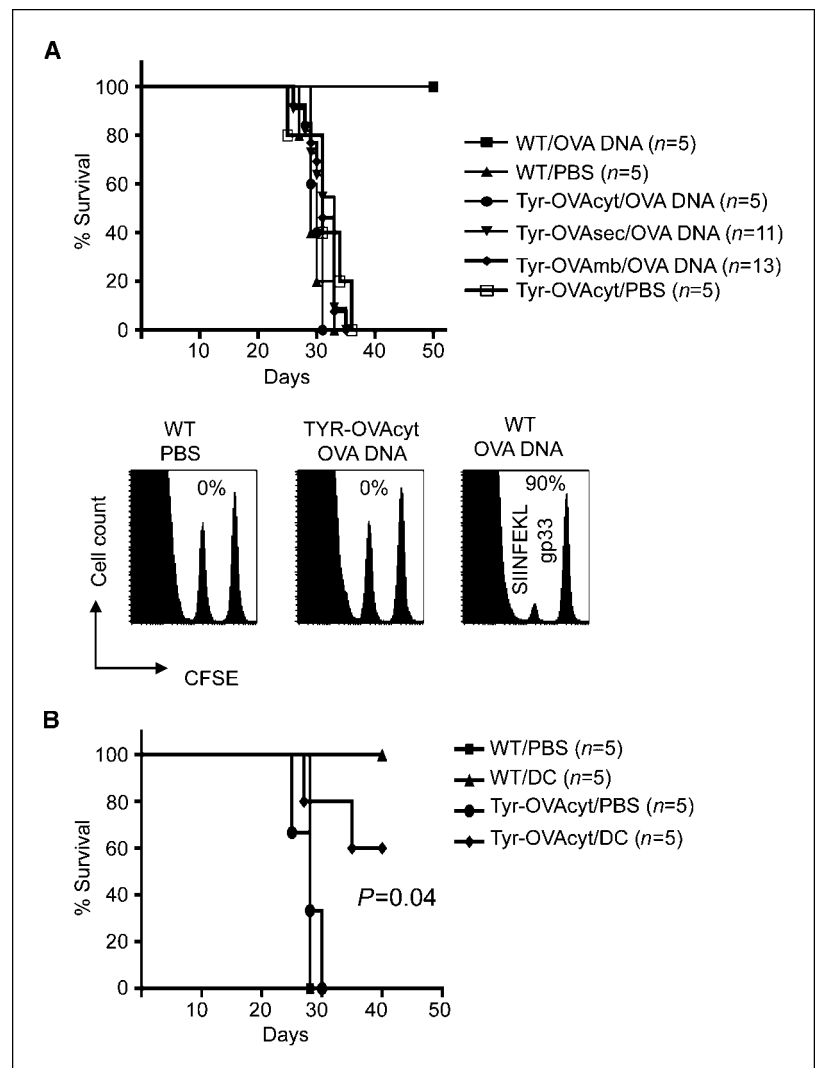 A
100
80
60
40
20
0
% Survival
10 20 30 40 50
Days
WT/OVA DNA (n=5)
WT/PBS (n=5)
Tyr-OVAcyt/OVA DNA (n=5)
Tyr-OVAsec/OVA DNA (n=11)
Tyr-OVAmb/OVA DNA (n=13)
Tyr-OVAcyt/PBS (n=5)
WT
PBS
TYR-OVAcyt
OVA DNA
WT
OVA DNA
0%
0%
90%
SIINFEKL
gp33
Cell count
CFSE
B
100
80
60
40
20
0
% Survival
10 20 30 40 50
Days
P=0.04
WT/PBS (n=5)
WT/DC (n=5)
Tyr-OVAcyt/PBS (n=5)
Tyr-OVAcyt/DC (n=5)